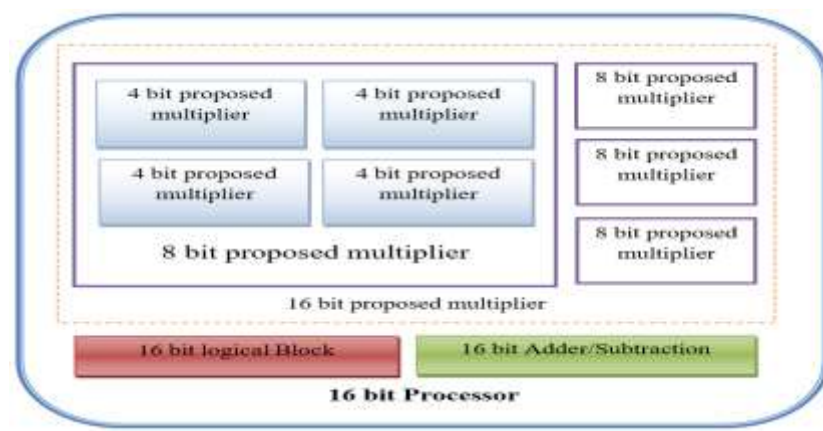 4 bit proposed
multiplier
4 bit proposed
multiplier
4 bit proposed
multiplier
4 bit proposed
multiplier
8 bit proposed multiplier
8 bit proposed
multiplier
8 bit proposed
multiplier
8 bit proposed
multiplier
16 bit proposed multiplier
16 bit logical Block
16 bit Adder/Subtraction
16 bit Processor